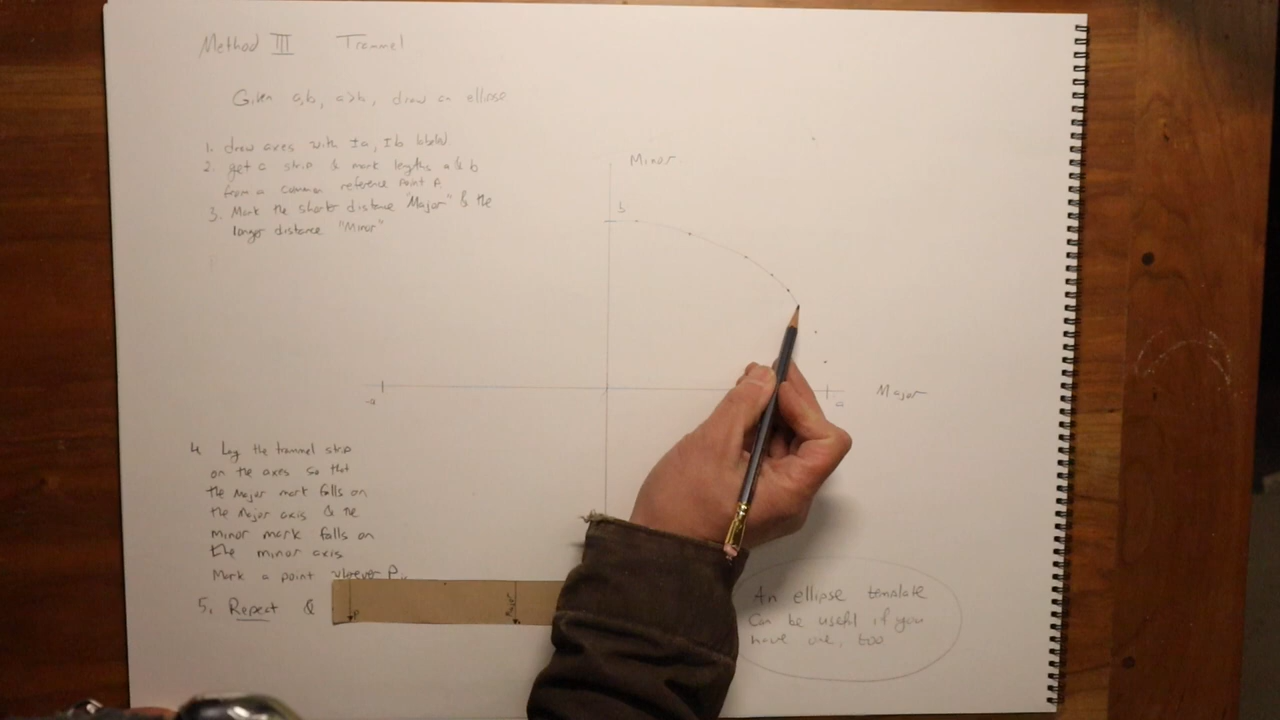 Method III Trammel
Given a,b, a>b, draw an ellipse
1. draw axes with ±a, ±b labeled
2. get a strip & mark lengths a & b
from a common reference point P.
3. Mark the shorter distance "Major" & the
longer distance "Minor"
Minor
b
-a
a
Major
4 Lay the trammel strip
on the axes so that
the Major mark falls on
the Major axis & the
minor mark falls on
the minor axis
Mark a point wherever P
5. Repeat &
P
Major
An ellipse template
Can be useful if you
have one, too